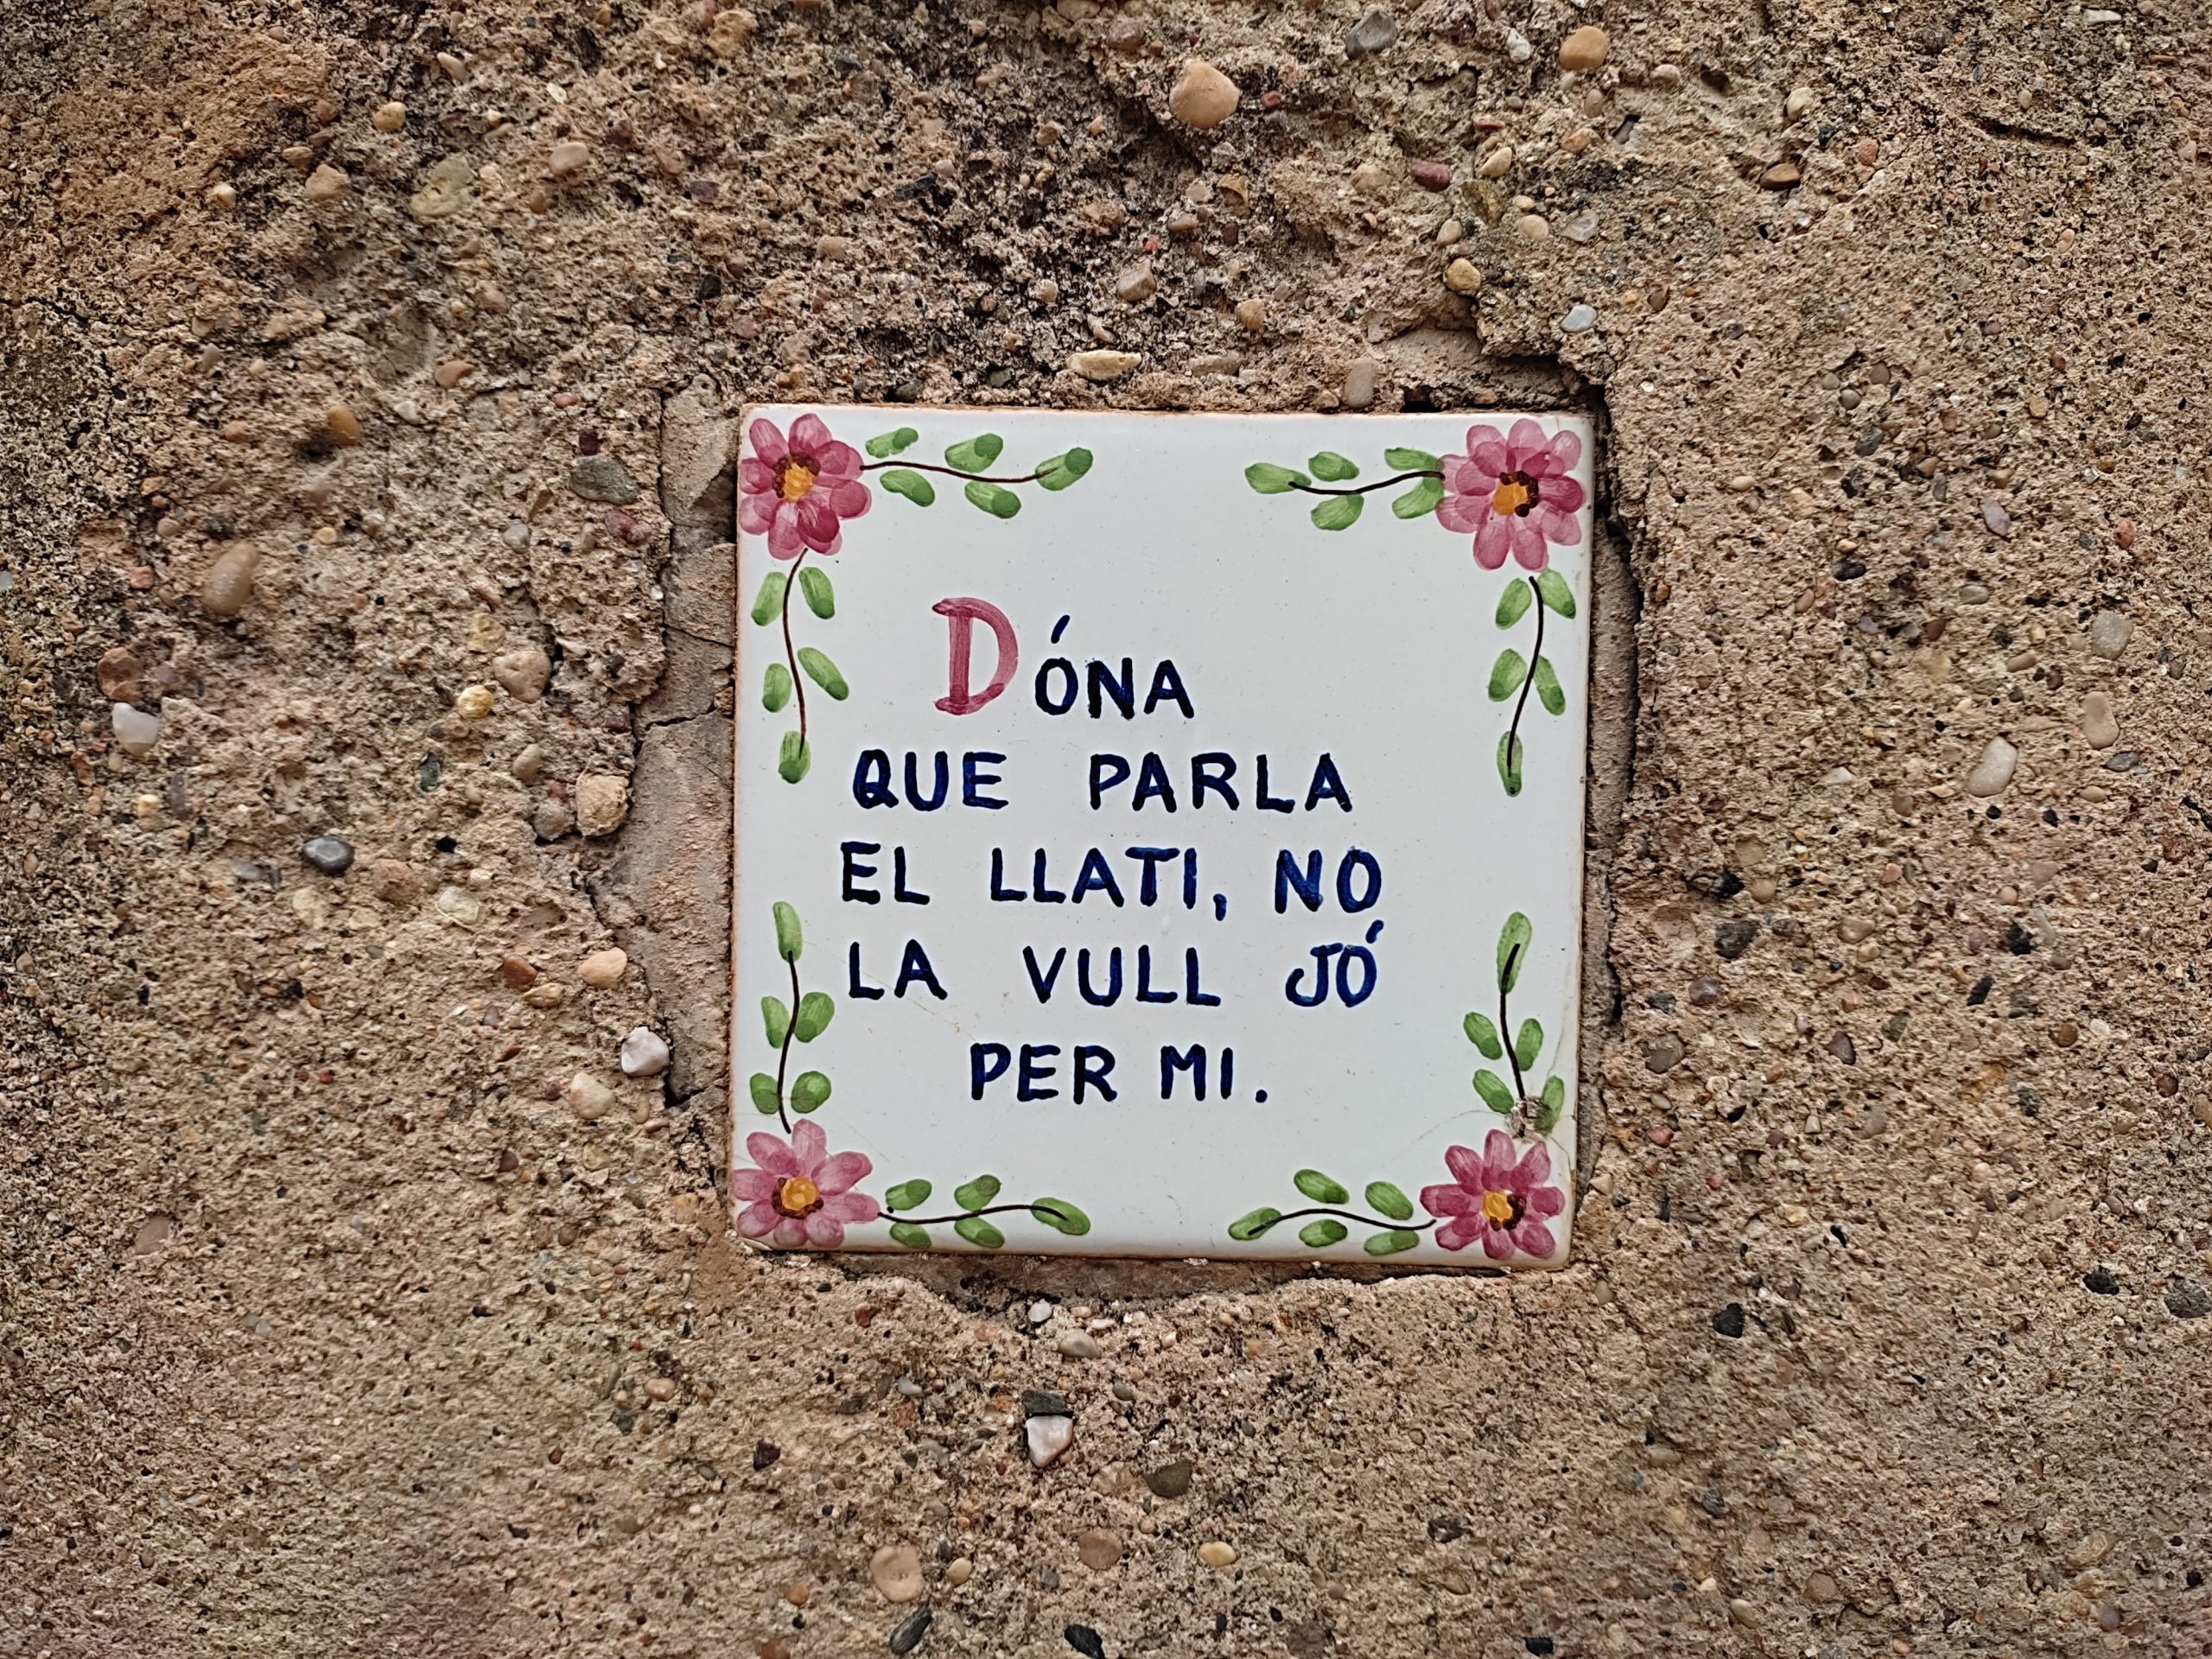 DÓNA
QUE PARLA
EL LLATI, NO
LA VULL JÓ
PER MI.